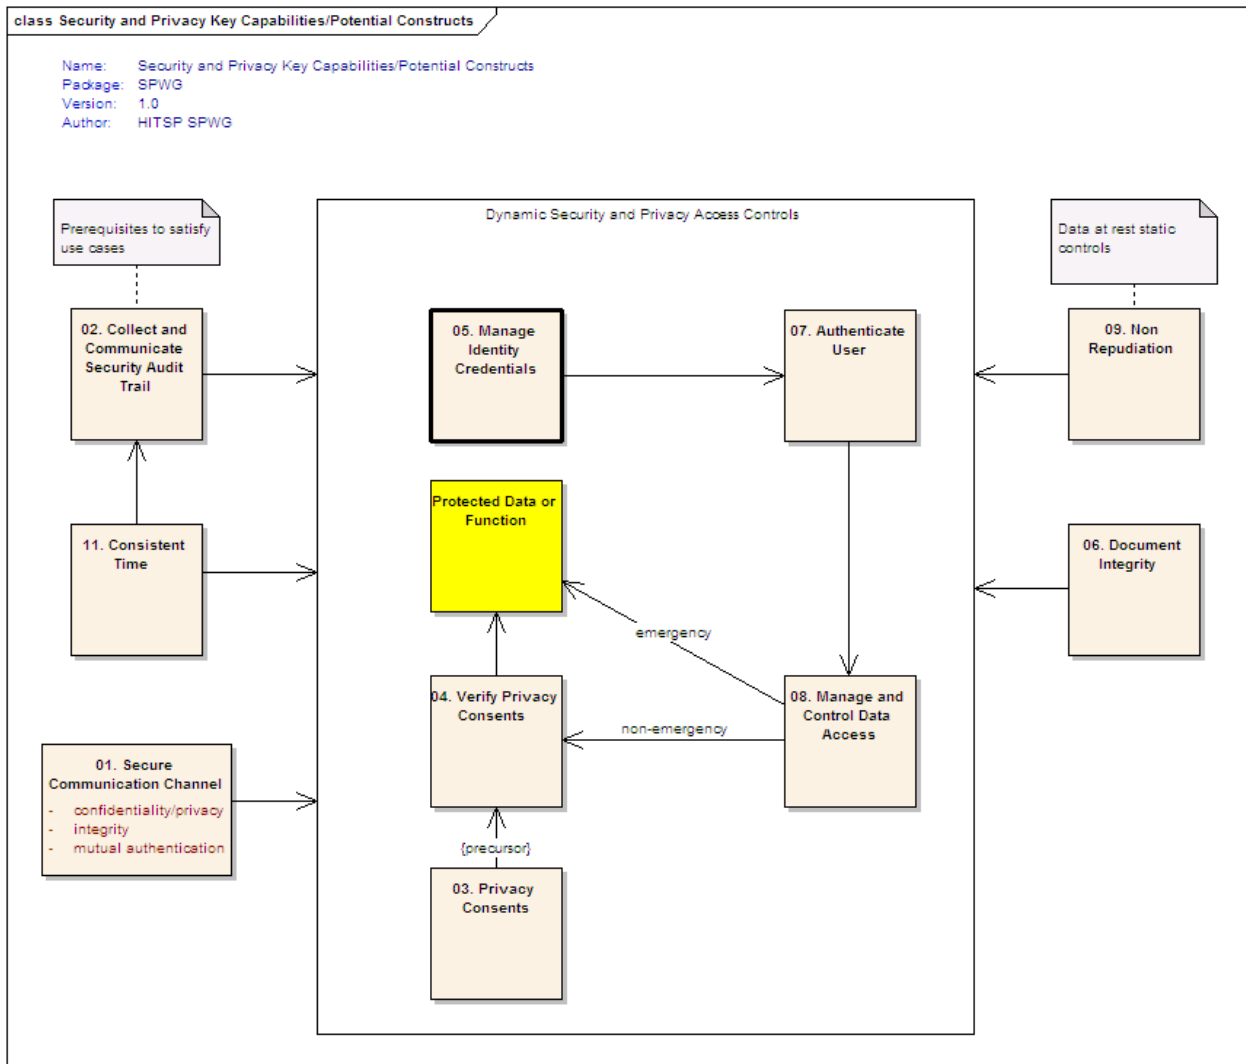 class Security and Privacy Key Capabilities/Potential Constructs
Name: Security and Privacy Key Capabilities/Potential Constructs
Package: SPWG
Version: 1.0
Author: HITSP SPWG
Prerequisites to satisfy
use cases
Dynamic Security and Privacy Access Controls
Data at rest static
controls
02. Collect and
Communicate
Security Audit
Trail
05. Manage
Identity
Credentials
07. Authenticate
User
09. Non
Repudiation
Protected Data or
Function
11. Consistent
Time
06. Document
Integrity
emergency
04. Verify Privacy
Consents
non-emergency
08. Manage and
Control Data
Access
01. Secure
Communication Channel
- confidentiality/privacy
- integrity
- mutual authentication
{precursor}
03. Privacy
Consents